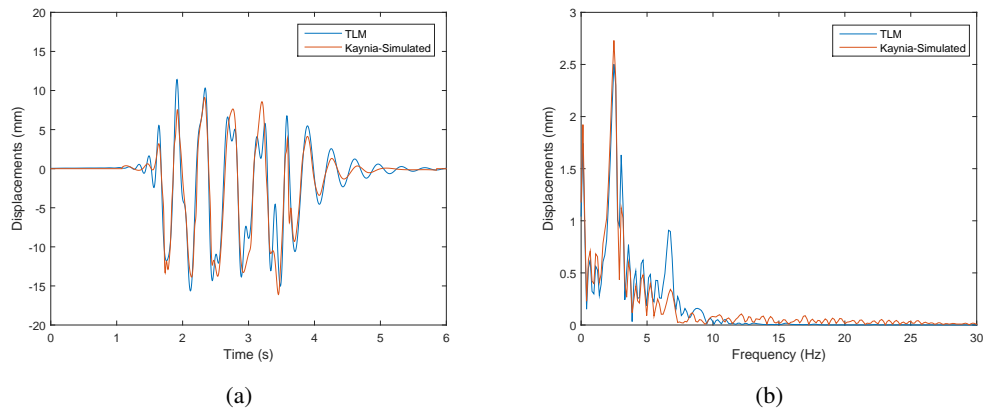 20
15
10
5
0
-5
-10
-15
-20
Displacements (mm)
0 1 2 3 4 5 6
Time (s)
TLM
Kaynia-Simulated
(a)
3
2.5
2
1.5
1
0.5
0
Displacements (mm)
0 5 10 15 20 25 30
Frequency (Hz)
TLM
Kaynia-Simulated
(b)